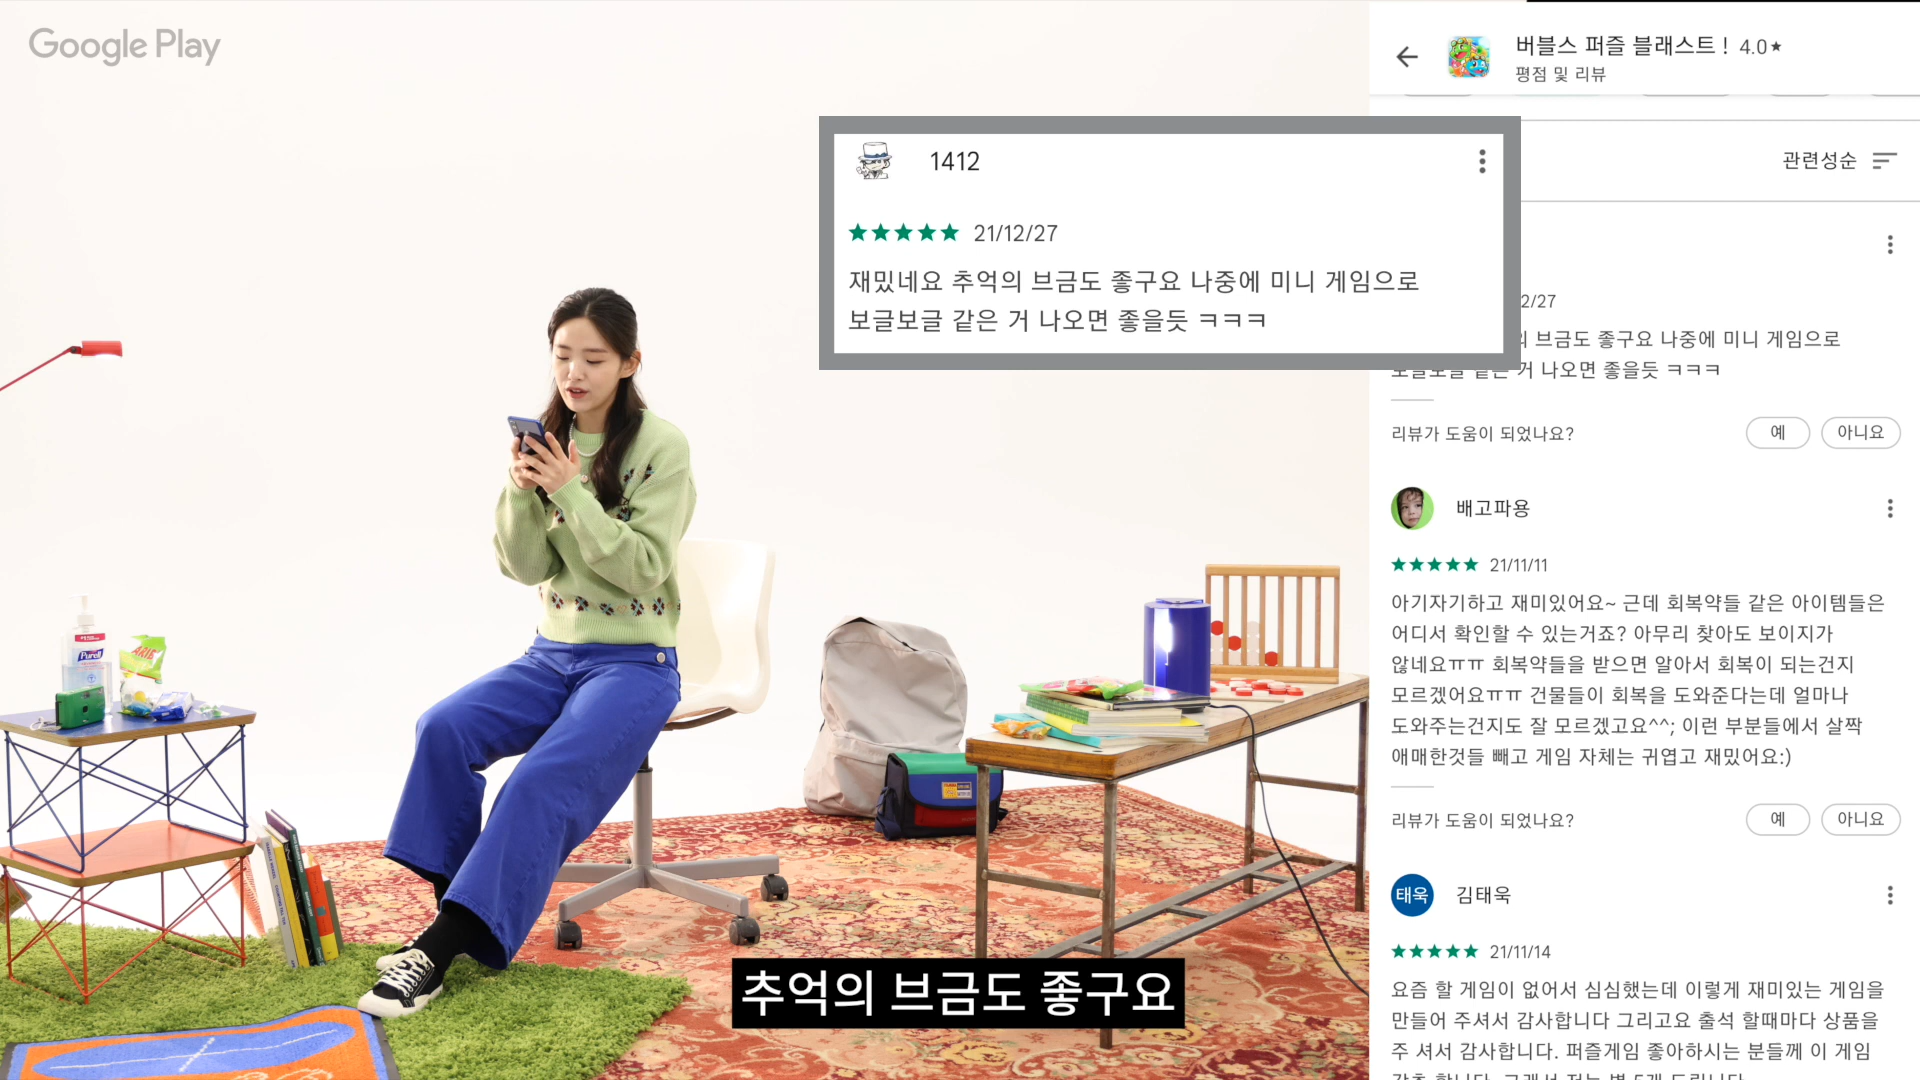 Google Play
버블스 퍼즐 블래스트 ! 4.0★
평점 및 리뷰
관련성순
1412
★★★★★ 21/12/27
재밌네요 추억의 브금도 좋구요 나중에 미니 게임으로
보글보글 같은 거 나오면 좋을듯 ㅋㅋㅋ
2/27
브금도 좋구요 나중에 미니 게임으로
거 나오면 좋을듯 ㅋㅋㅋ
리뷰가 도움이 되었나요?
예
아니요
배고파용
★★★★★ 21/11/11
아기자기하고 재미있어요~ 근데 회복약들 같은 아이템들은
어디서 확인할 수 있는거죠? 아무리 찾아도 보이지가
않네요ㅠㅠ 회복약들을 받으면 알아서 회복이 되는건지
모르겠어요ㅠㅠ 건물들이 회복을 도와준다는데 얼마나
도와주는건지도 잘 모르겠고요^^; 이런 부분들에서 살짝
애매한것들 빼고 게임 자체는 귀엽고 재밌어요:)
리뷰가 도움이 되었나요?
예
아니요
태욱
김태욱
★★★★★ 21/11/14
요즘 할 게임이 없어서 심심했는데 이렇게 재미있는 게임을
만들어 주셔서 감사합니다 그리고요 출석 할때마다 상품을
주 셔서 감사합니다. 퍼즐게임 좋아하시는 분들께 이 게임
Purell
추억의 브금도 좋구요